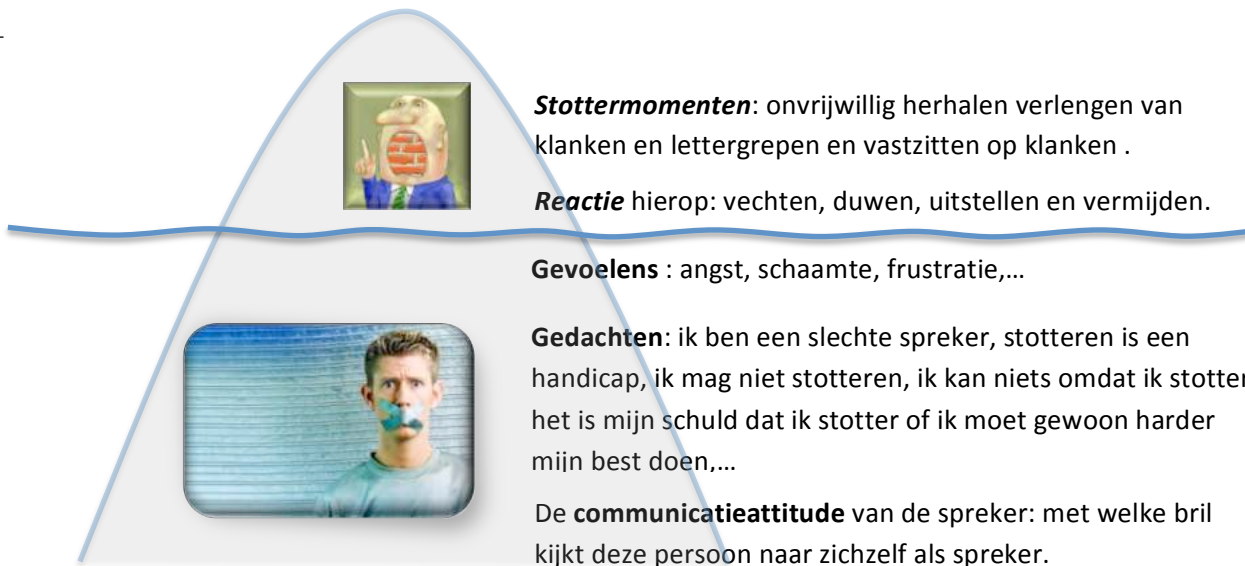 Stottermomenten: onvrijwillig herhalen verlengen van
klanken en lettergrepen en vastzitten op klanken .
Reactie hierop: vechten, duwen, uitstellen en vermijden.
Gevoelens : angst, schaamte, frustratie,…
Gedachten: ik ben een slechte spreker, stotteren is een
handicap, ik mag niet stotteren, ik kan niets omdat ik stotter
het is mijn schuld dat ik stotter of ik moet gewoon harder
mijn best doen,…
De communicatieattitude van de spreker: met welke bril
kijkt deze persoon naar zichzelf als spreker.